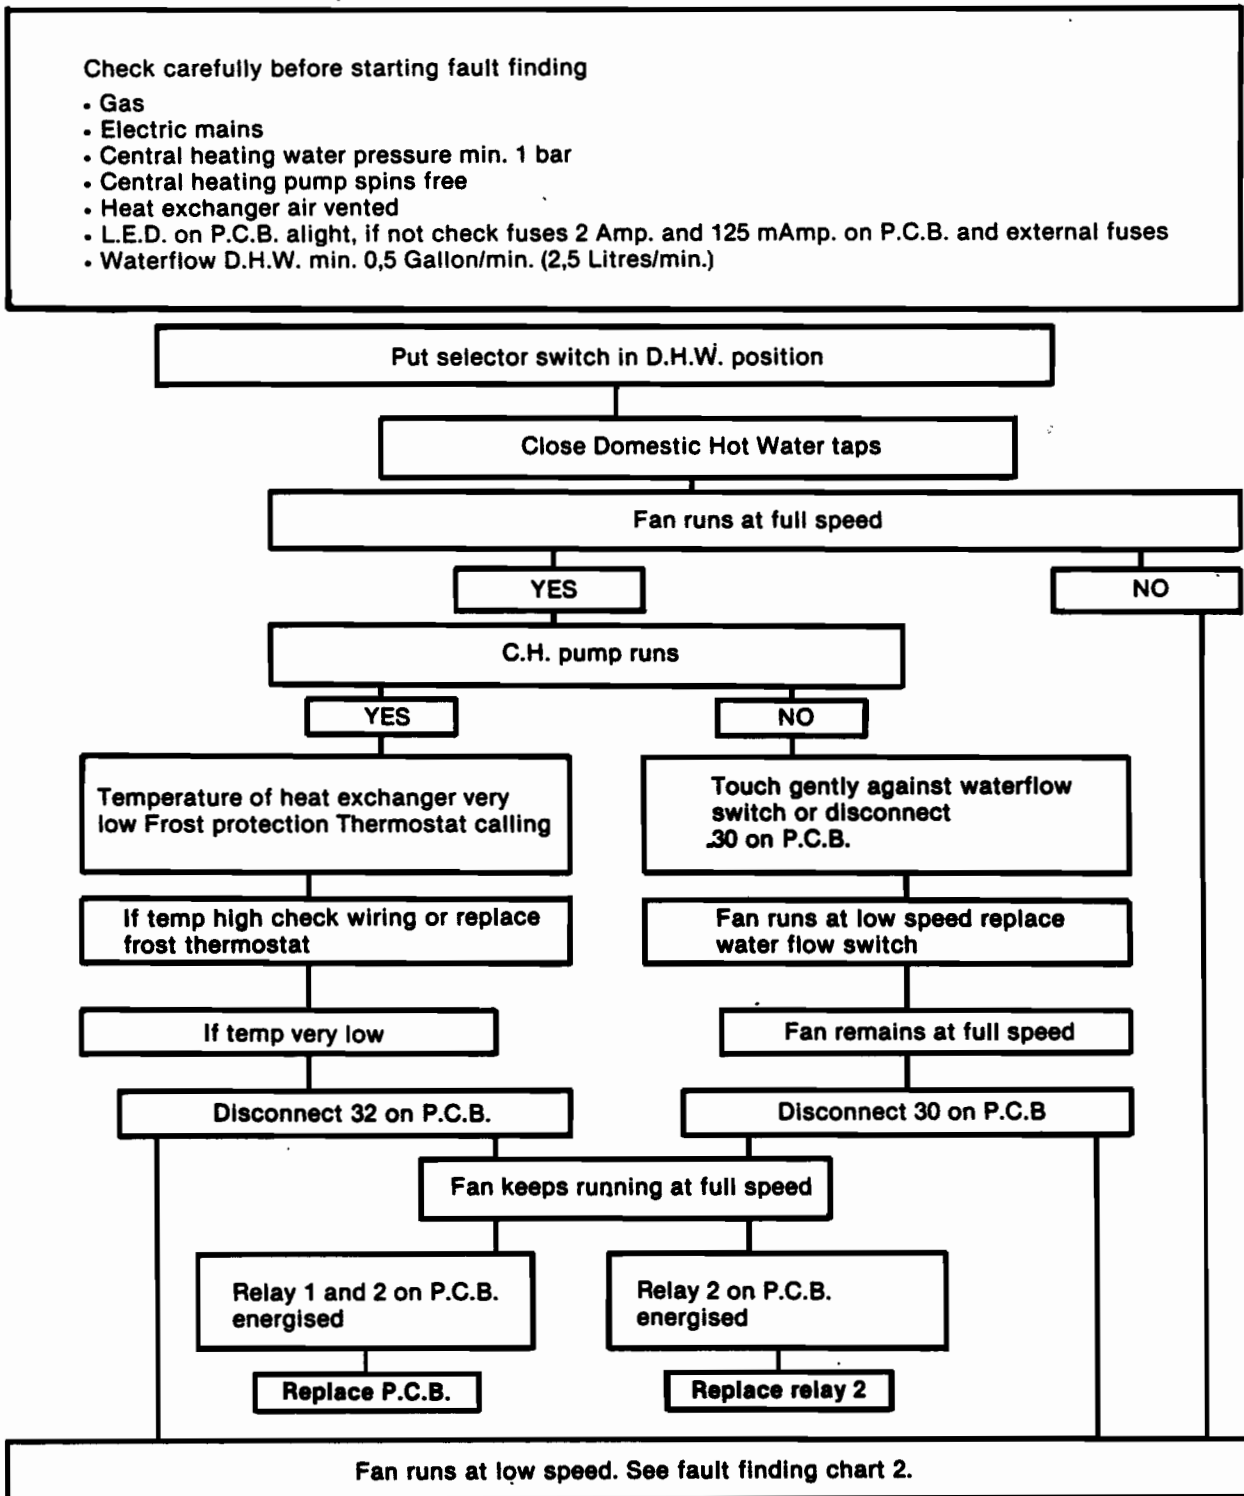 Check carefully before starting fault finding
• Gas
• Electric mains
• Central heating water pressure min. 1 bar
• Central heating pump spins free
• Heat exchanger air vented
• L.E.D. on P.C.B. alight, if not check fuses 2 Amp. and 125 mAmp. on P.C.B. and external fuses
• Waterflow D.H.W. min. 0,5 Gallon/min. (2,5 Litres/min.)
Put selector switch in D.H.W. position
Close Domestic Hot Water taps
Fan runs at full speed
YES
NO
C.H. pump runs
YES
NO
Temperature of heat exchanger very
low Frost protection Thermostat calling
Touch gently against waterflow
switch or disconnect
30 on P.C.B.
If temp high check wiring or replace
frost thermostat
Fan runs at low speed replace
water flow switch
If temp very low
Fan remains at full speed
Disconnect 32 on P.C.B.
Disconnect 30 on P.C.B
Fan keeps running at full speed
Relay 1 and 2 on P.C.B.
energised
Relay 2 on P.C.B.
energised
Replace P.C.B.
Replace relay 2
Fan runs at low speed. See fault finding chart 2.